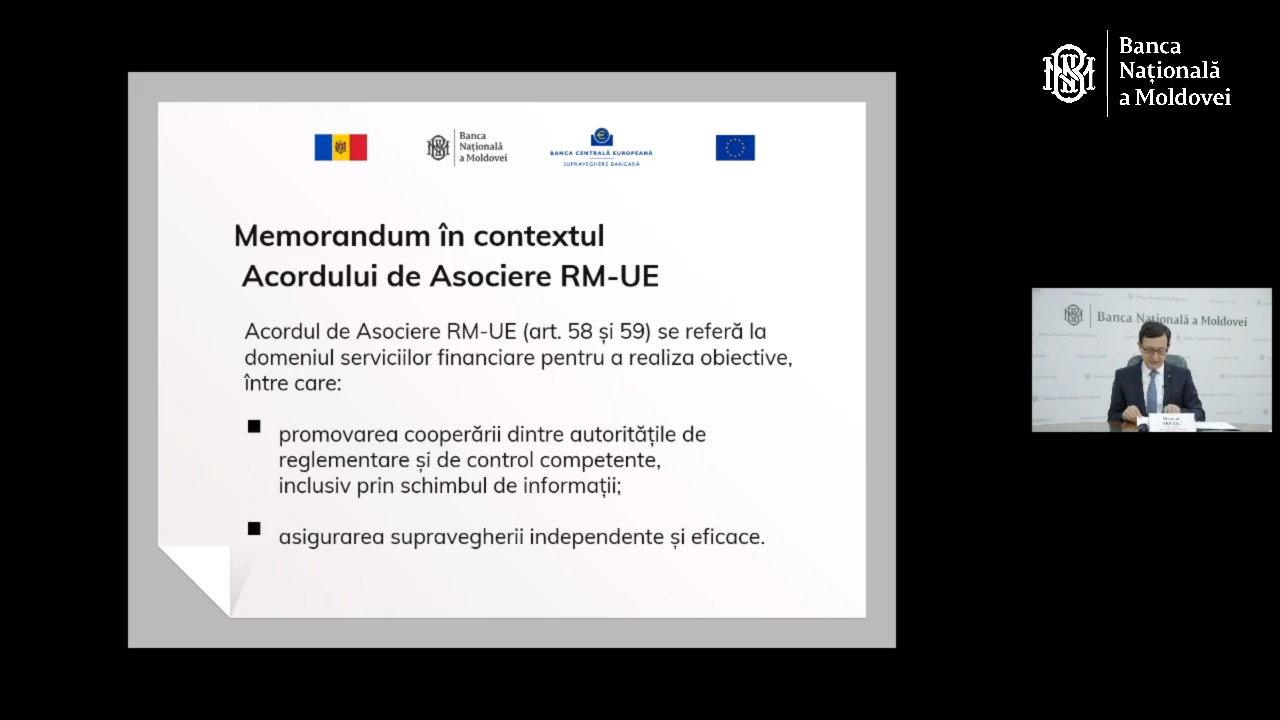 Banca
Națională
a Moldovei
Banca
Națională
a Moldovei
BANCA CENTRALĂ EUROPEANĂ
SUPRAVEGHERE BANCARĂ
Memorandum în contextul
Acordului de Asociere RM-UE
Acordul de Asociere RM-UE (art. 58 și 59) se referă la
domeniul serviciilor financiare pentru a realiza obiective,
între care:
promovarea cooperării dintre autoritățile de
reglementare și de control competente,
inclusiv prin schimbul de informații;
asigurarea supravegherii independente și eficace.
Banca Națională a Moldovei